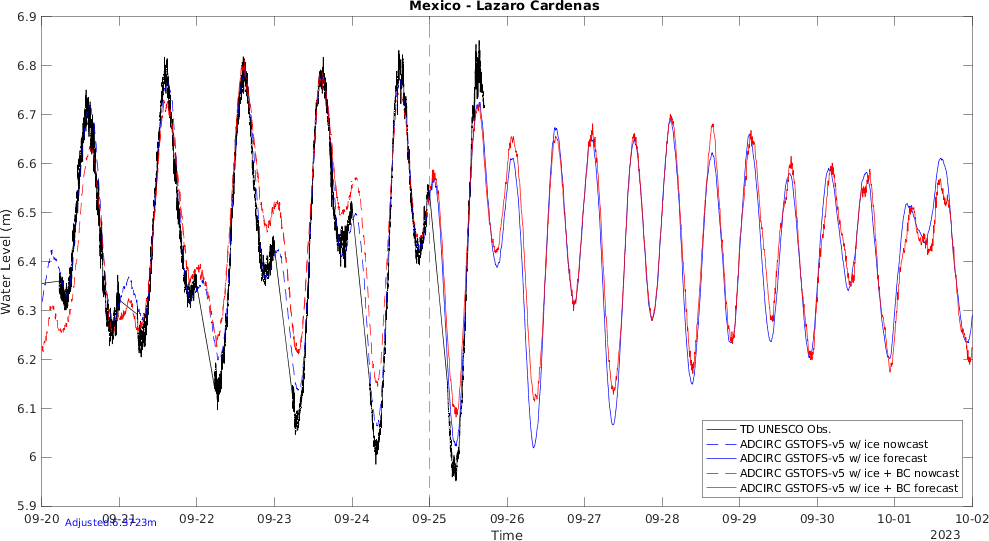 Mexico - Lazaro Cardenas
6.9
6.8
6.7
6.6
6.5
6.4
6.3
6.2
6.1
6
5.9
Water Level (m)
TD UNESCO Obs.
ADCIRC GSTOFS-v5 w/ ice nowcast
ADCIRC GSTOFS-v5 w/ ice forecast
ADCIRC GSTOFS-v5 w/ ice + BC nowcast
ADCIRC GSTOFS-v5 w/ ice + BC forecast
09-20 09-21 09-22 09-23 09-24 09-25 09-26 09-27 09-28 09-29 09-30 10-01 10-02
Adjusted:6.3723m
Time
2023